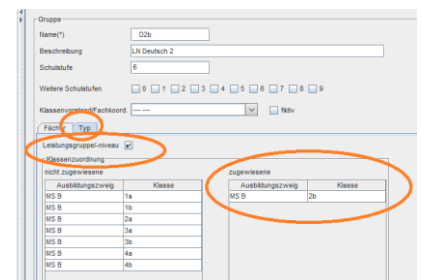 Gruppe
Name(*) D2b
Beschreibung LN Deutsch 2
Schulstufe 6
Weitere Schulstufen 0 1 2 3 4 5 6 7 8 9
Klassenvorstand/Fachkoord. --- --- fiktiv
Fächer Typ
Leistungsgruppe/-niveau
Klassenzuordnung
nicht zugewiesene zugewiesene
Ausbildungszweig Klasse Ausbildungszweig Klasse
MS B 1a MS B 2b
MS B 1b
MS B 2a
MS B 3a
MS B 3b
MS B 4a
MS B 4b